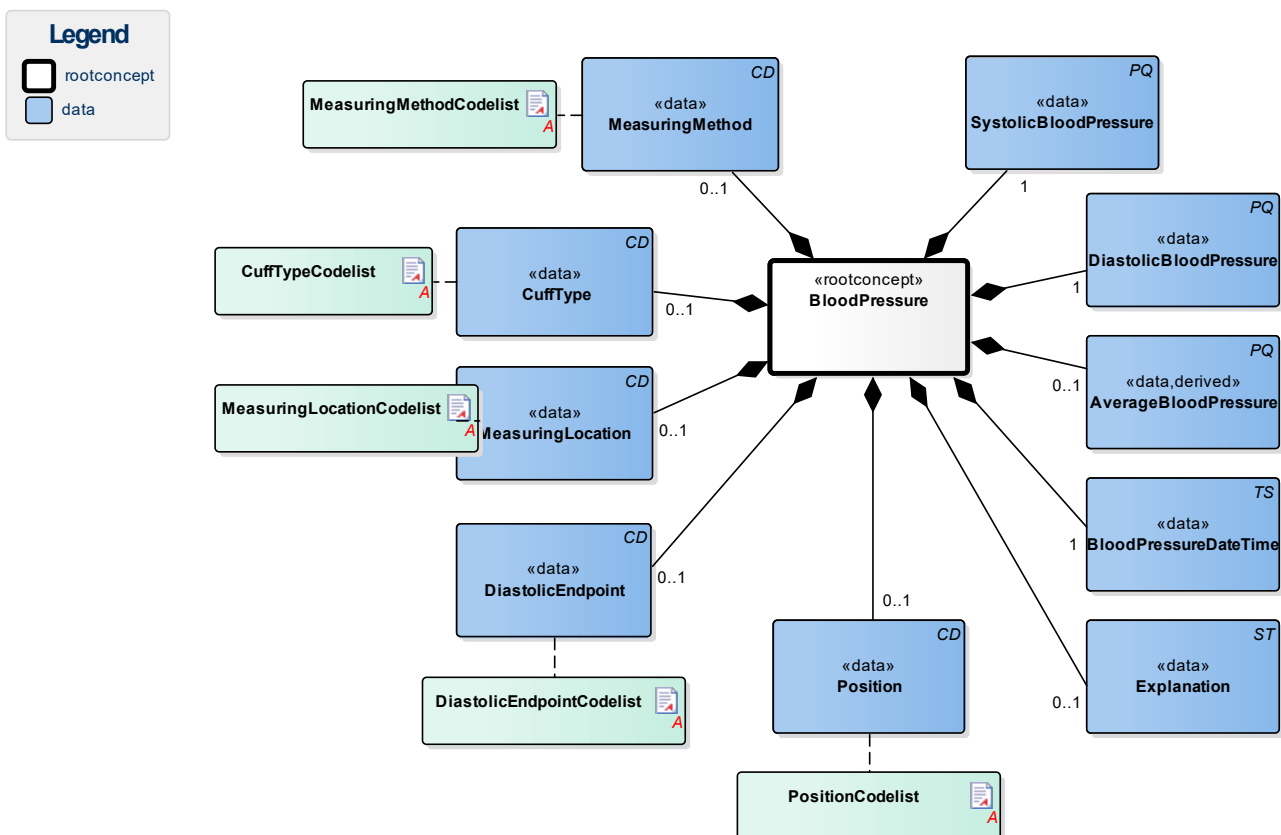 Legend
rootconcept
data
CD
«data»
MeasuringMethod
MeasuringMethodCodelist
A
0..1
PQ
«data»
SystolicBloodPressure
1
PQ
«data»
DiastolicBloodPressure
1
CD
«data»
CuffType
CuffTypeCodelist
A
0..1
«rootconcept»
BloodPressure
PQ
«data,derived»
AverageBloodPressure
0..1
CD
«data»
MeasuringLocation
MeasuringLocationCodelist
A
0..1
TS
«data»
BloodPressureDateTime
1
CD
«data»
DiastolicEndpoint
0..1
DiastolicEndpointCodelist
A
0..1
CD
«data»
Position
ST
«data»
Explanation
0..1
PositionCodelist
A